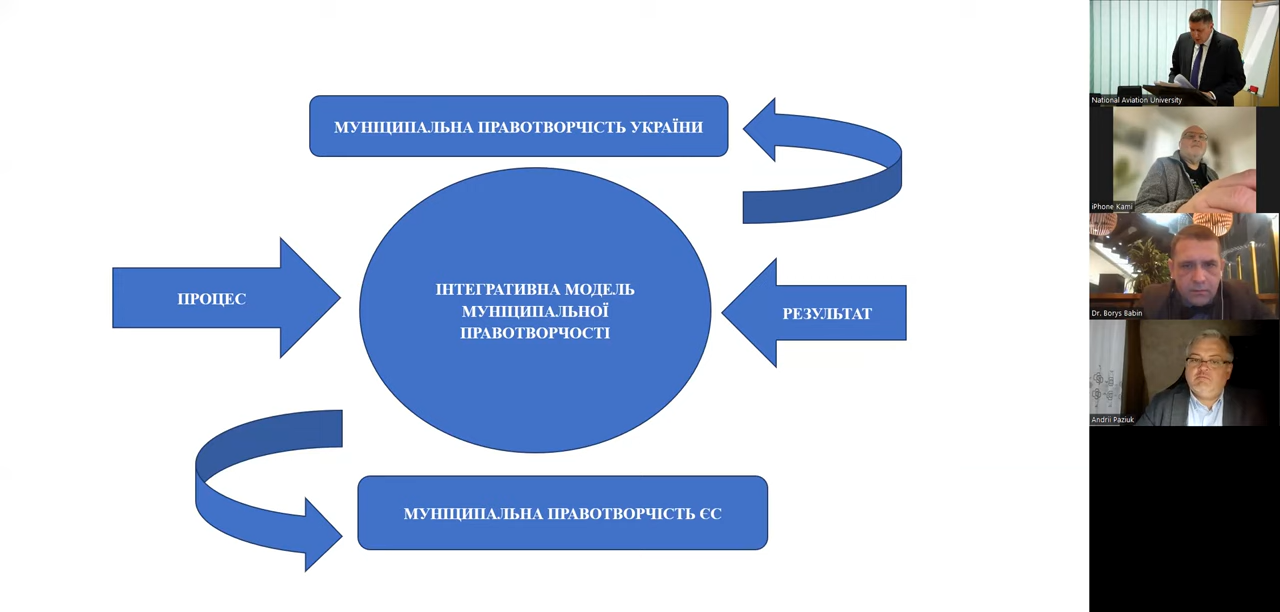 МУНІЦИПАЛЬНА ПРАВОТВОРЧІСТЬ УКРАЇНИ
ПРОЦЕС
ІНТЕГРАТИВНА МОДЕЛЬ
МУНІЦИПАЛЬНОЇ
ПРАВОТВОРЧОСТІ
РЕЗУЛЬТАТ
МУНІЦИПАЛЬНА ПРАВОТВОРЧІСТЬ ЄС
National Aviation University
iPhone Kami
Dr. Borys Babin
Andrii Paziuk